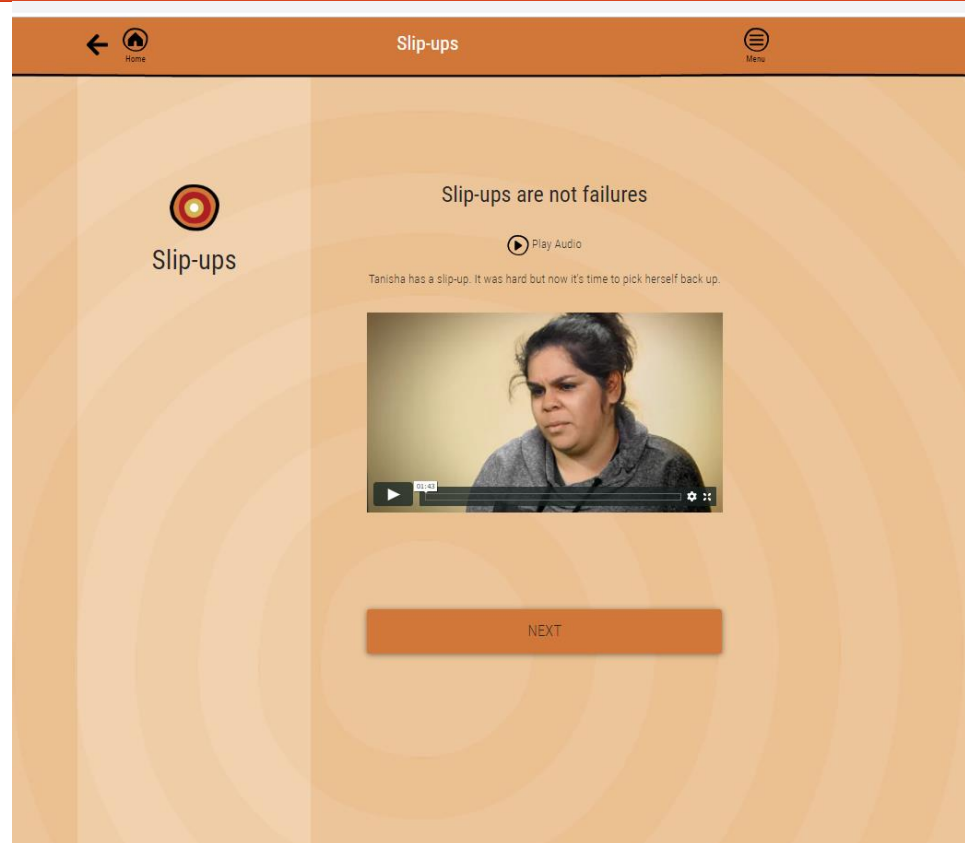 Slip-ups
Home
Menu
Slip-ups
Slip-ups are not failures
Play Audio
Tanisha has a slip-up. It was hard but now it's time to pick herself back up.
01:43
NEXT